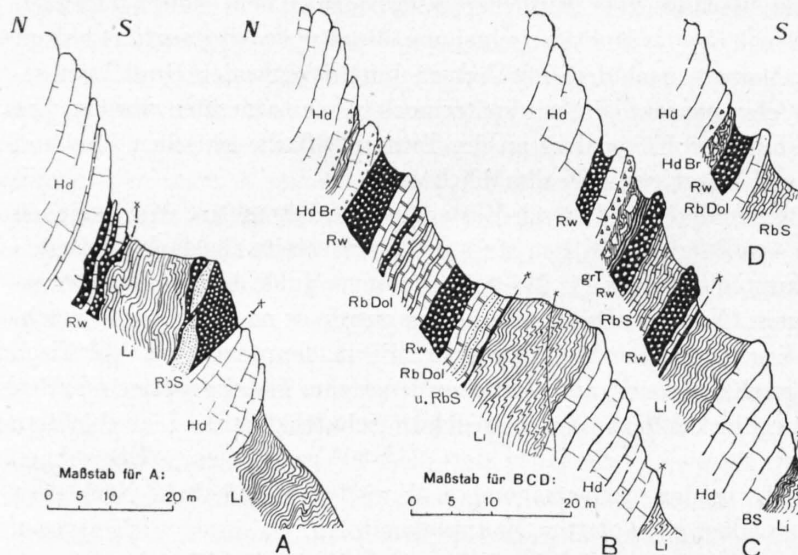 N S N S
Hd
Hd
Hd
Hd
Hd Br
Hd Br
Rw
Rw
Rb Dol
Rw
RbS
D
Rb Dol
grT
Rw
RbS
Rw
Li
RbS
Rw
Rb Dol
u. RbS
Rw
Hd
Li
Li
Maßstab für A:
0 5 10 20 m
Maßstab für BCD:
0 5 10 20 m
Li
A
Hd
Li
B
Hd
BS
Li
C